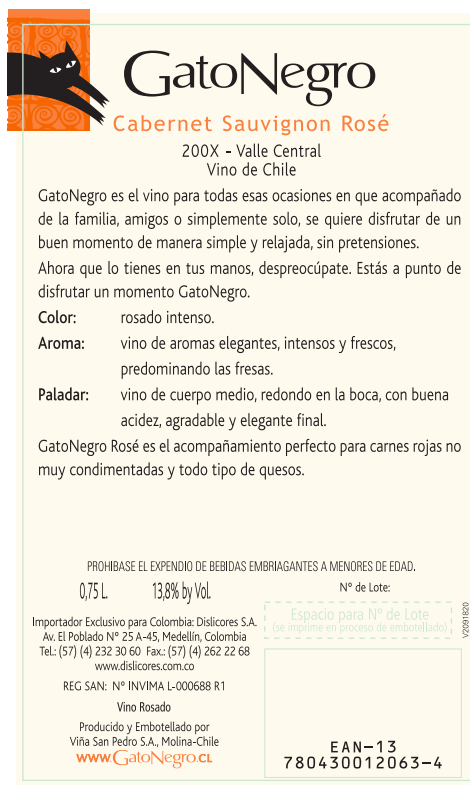 GatoNegro
Cabernet Sauvignon Rosé
200X - Valle Central
Vino de Chile
GatoNegro es el vino para todas esas ocasiones en que acompañado
de la familia, amigos o simplemente solo, se quiere disfrutar de un
buen momento de manera simple y relajada, sin pretensiones.
Ahora que lo tienes en tus manos, despreocúpate. Estás a punto de
disfrutar un momento GatoNegro.
Color: rosado intenso.
Aroma: vino de aromas elegantes, intensos y frescos,
predominando las fresas.
Paladar: vino de cuerpo medio, redondo en la boca, con buena
acidez, agradable y elegante final.
GatoNegro Rosé es el acompañamiento perfecto para carnes rojas no
muy condimentadas y todo tipo de quesos.
PROHIBASE EL EXPENDIO DE BEBIDAS EMBRIAGANTES A MENORES DE EDAD.
0,75 L. 13,8% by Vol.
Importador Exclusivo para Colombia: Dislicores S.A.
Av. El Poblado Nº 25 A-45, Medellín, Colombia
Tel.: (57) (4) 232 30 60 Fax.: (57) (4) 262 22 68
www.dislicores.com.co
REG SAN: Nº INVIMA L-000688 R1
Vino Rosado
Producido y Embotellado por
Viña San Pedro S.A., Molina-Chile
www.GatoNegro.CL
Nº de Lote:
Espacio para Nº de Lote
(se imprime en proceso de embotellado)
V2091820
EAN-13
780430012063-4